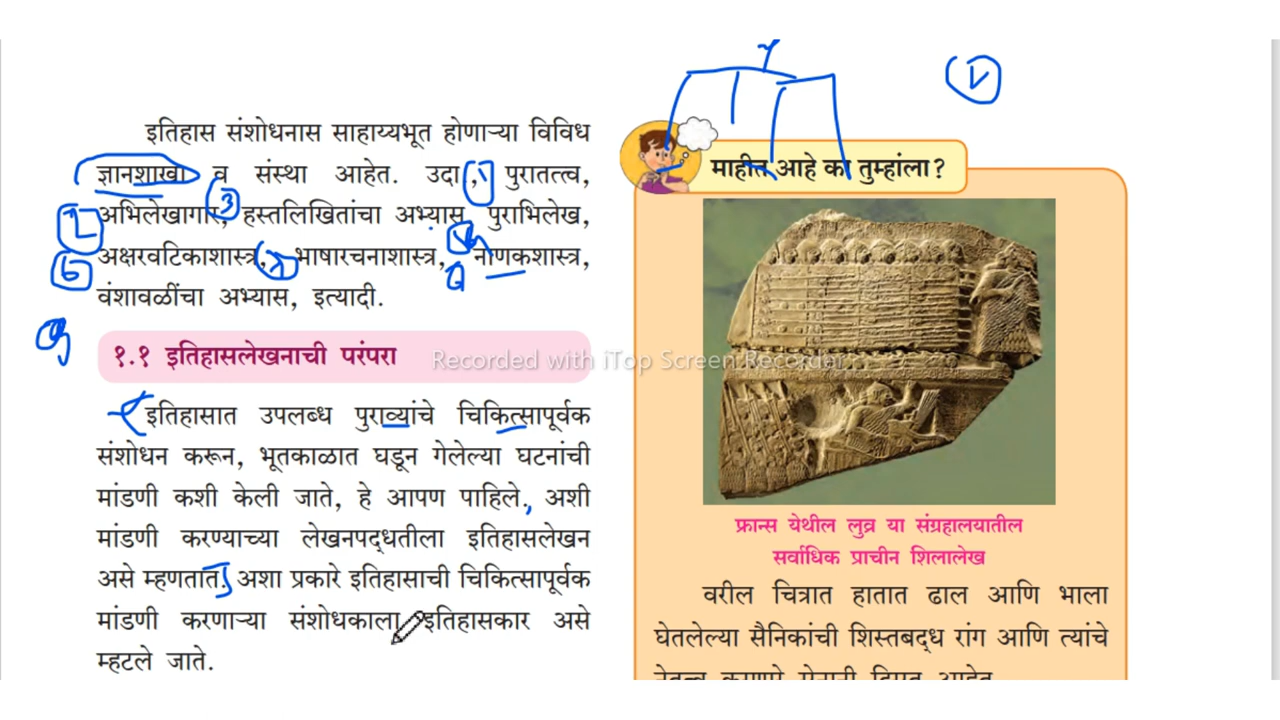 इतिहास संशोधनास साहाय्यभूत होणाऱ्या विविध
ज्ञानशाखा व संस्था आहेत. उदा., पुरातत्त्व,
अभिलेखागार, हस्तलिखितांचा अभ्यास, पुराभिलेख,
अक्षरवटिकाशास्त्र, भाषारचनाशास्त्र, नाणकशास्त्र,
वंशावळींचा अभ्यास, इत्यादी.
१.१ इतिहासलेखनाची परंपरा
इतिहासात उपलब्ध पुराव्यांचे चिकित्सापूर्वक
संशोधन करून, भूतकाळात घडून गेलेल्या घटनांची
मांडणी कशी केली जाते, हे आपण पाहिले. अशी
मांडणी करण्याच्या लेखनपद्धतीला इतिहासलेखन
असे म्हणतात. अशा प्रकारे इतिहासाची चिकित्सापूर्वक
मांडणी करणाऱ्या संशोधकाला इतिहासकार असे
म्हटले जाते.
माहीत आहे का तुम्हांला?
फ्रान्स येथील लुव्र या संग्रहालयातील
सर्वाधिक प्राचीन शिलालेख
वरील चित्रात हातात ढाल आणि भाला
घेतलेल्या सैनिकांची शिस्तबद्ध रांग आणि त्यांचे
Recorded with iTop Screen Recorder